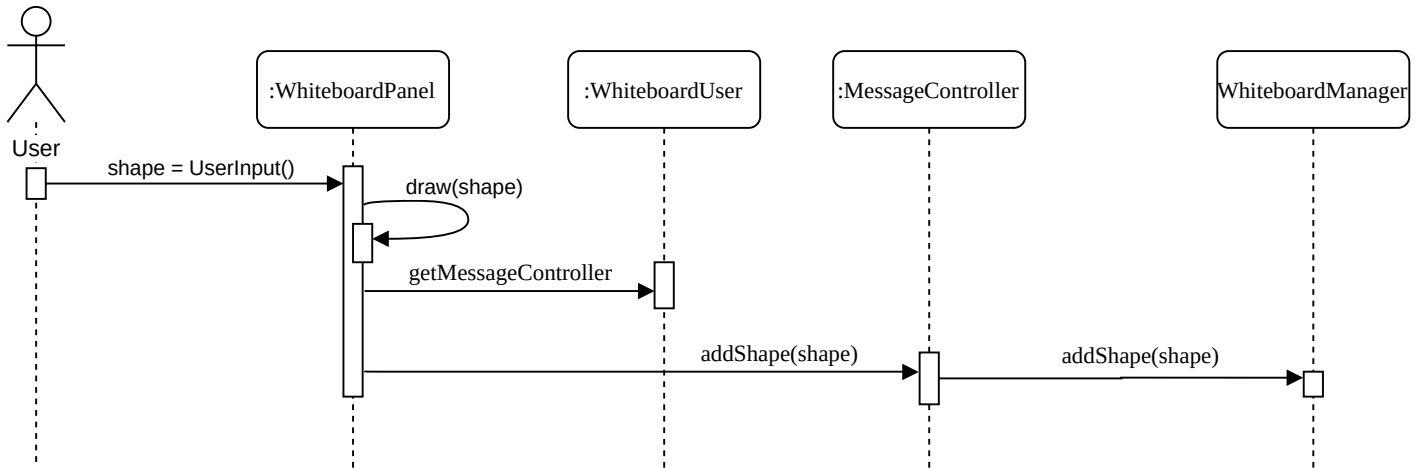 :WhiteboardPanel
:WhiteboardUser
:MessageController
WhiteboardManager
User
shape = UserInput()
draw(shape)
getMessageController
addShape(shape)
addShape(shape)